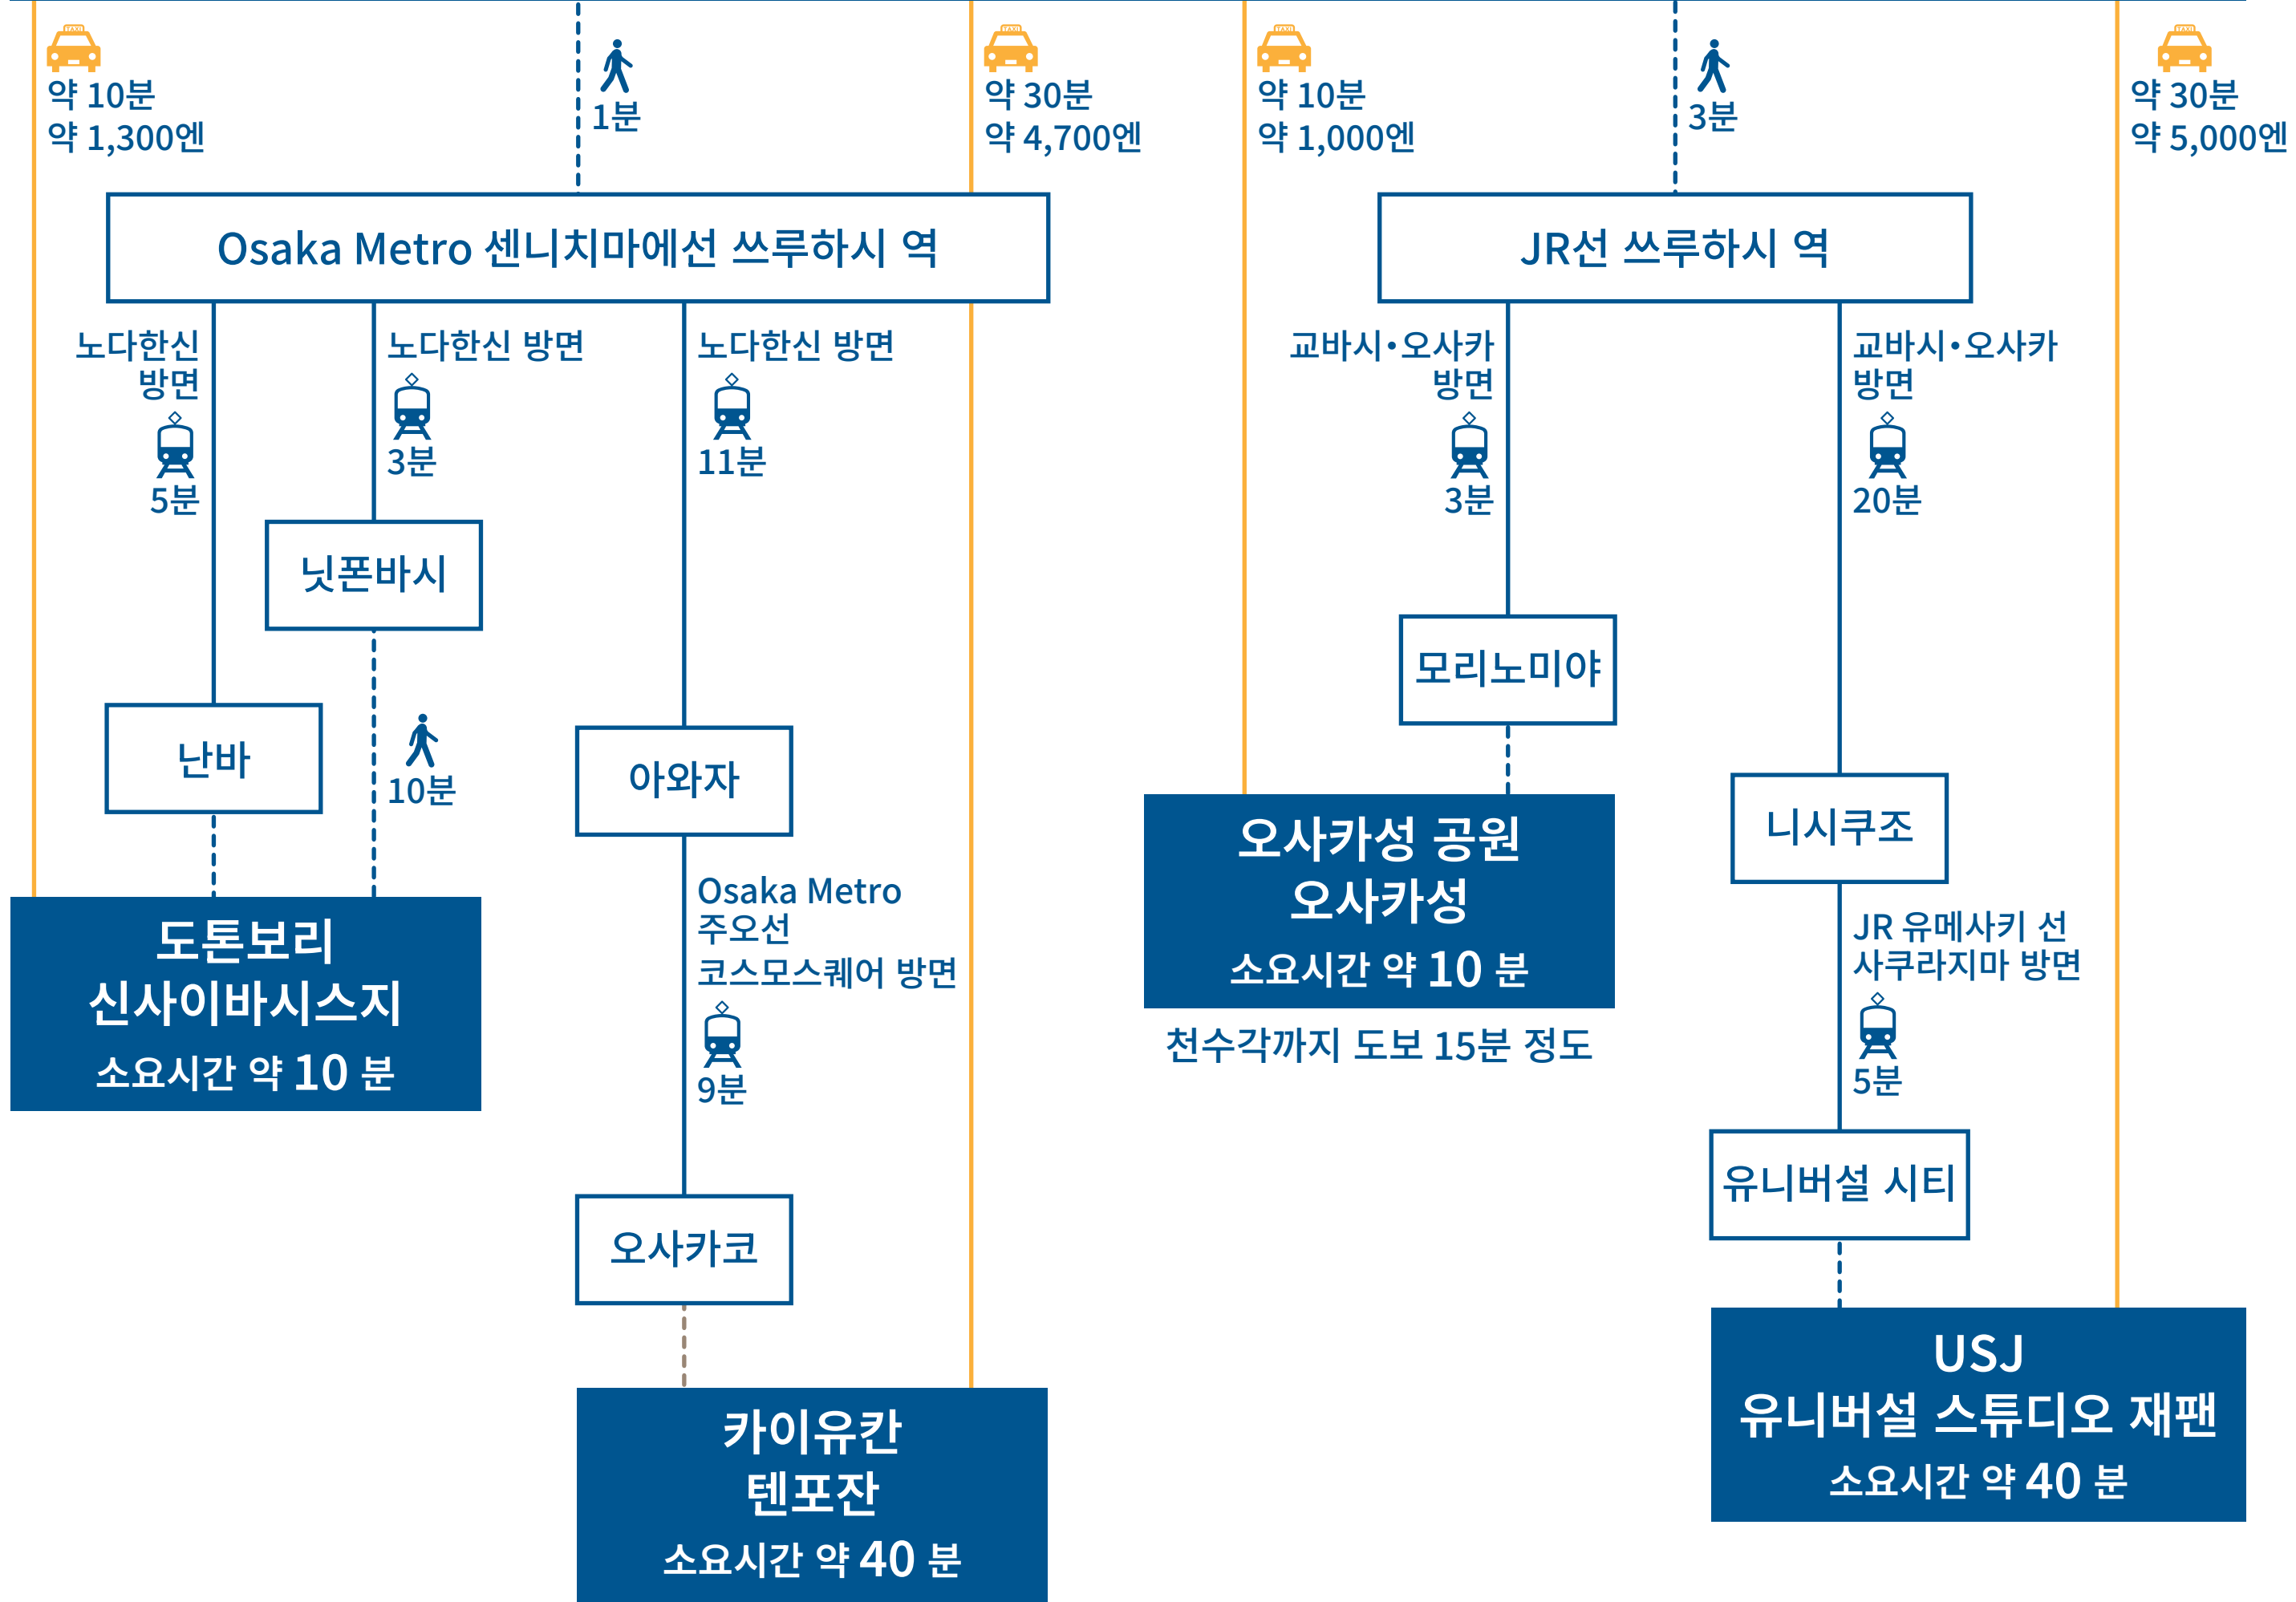 약 10분
약 1,300엔
1분
약 30분
약 4,700엔
약 10분
약 1,000엔
3분
약 30분
약 5,000엔
Osaka Metro 센니치마에선 쓰루하시 역
JR선 쓰루하시 역
노다한신
방면
5분
노다한신 방면
3분
노다한신 방면
11분
교바시・오사카
방면
3분
교바시・오사카
방면
20분
닛폰바시
모리노미야
난바
10분
아와자
니시쿠조
오사카성 공원
오사카성
소요시간 약 10 분
천수각까지 도보 15분 정도
도톤보리
신사이바시스지
소요시간 약 10 분
Osaka Metro
주오선
코스모스퀘어 방면
9분
JR 유메사키 선
사쿠라지마 방면
5분
유니버설 시티
오사카코
USJ
유니버설 스튜디오 재팬
소요시간 약 40 분
카이유칸
텐포잔
소요시간 약 40 분